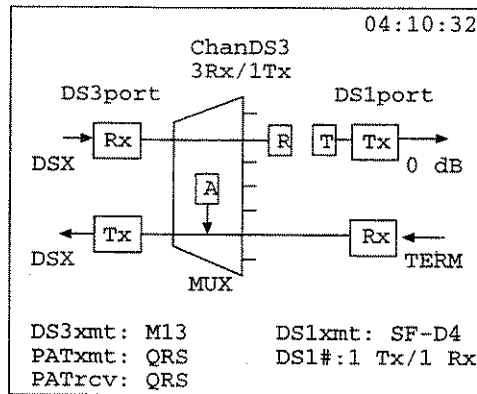 04:10:32
ChanDS3
3Rx/1Tx
DS3port
DS1port
Rx
R
T
Tx
DSX
0 dB
A
Tx
Rx
DSX
TERM
MUX
DS3xmt: M13
DS1xmt: SF-D4
PATxmt: QRS
DS1#:1 Tx/1 Rx
PATrcv: QRS